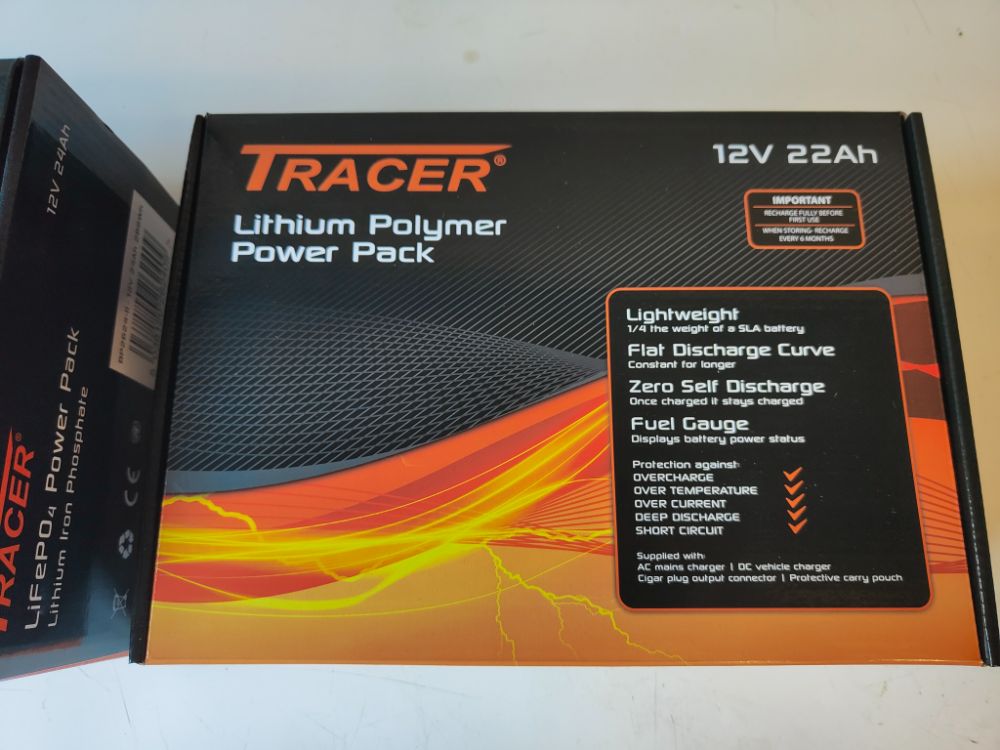 TRACER®
12V 22Ah
Lithium Polymer
Power Pack
IMPORTANT
RECHARGE FULLY BEFORE
FIRST USE
WHEN STORING- RECHARGE
EVERY 6 MONTHS
Lightweight
1/4 the weight of a SLA battery
Flat Discharge Curve
Constant for longer
Zero Self Discharge
Once charged it stays charged
Fuel Gauge
Displays battery power status
Protection against:
OVERCHARGE
OVER TEMPERATURE
OVER CURRENT
DEEP DISCHARGE
SHORT CIRCUIT
Supplied with:
AC mains charger | DC vehicle charger
Cigar plug output connector | Protective carry pouch
12V 24Ah
TRACER®
LiFePO4 Power Pack
Lithium Iron Phosphate
CE